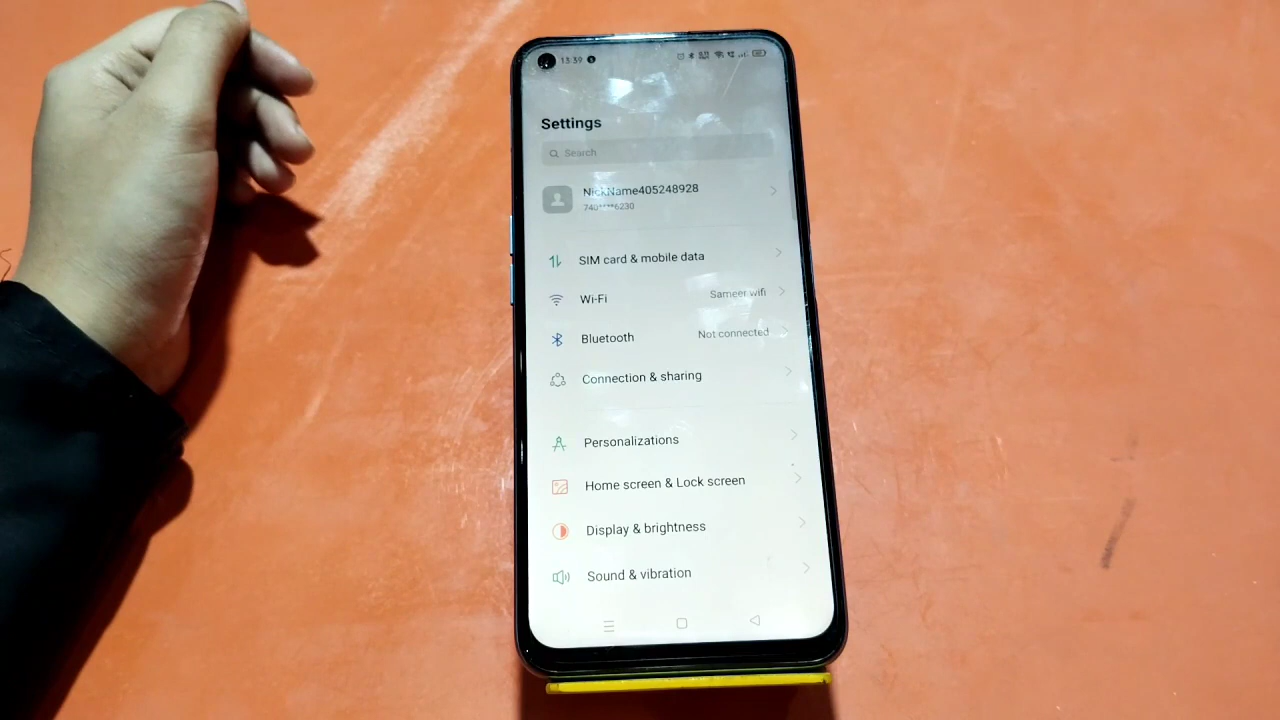 13:39
Settings
Search
NickName405248928
740****6230
SIM card & mobile data
Wi-Fi Sameer wifi
Bluetooth Not connected
Connection & sharing
Personalizations
Home screen & Lock screen
Display & brightness
Sound & vibration